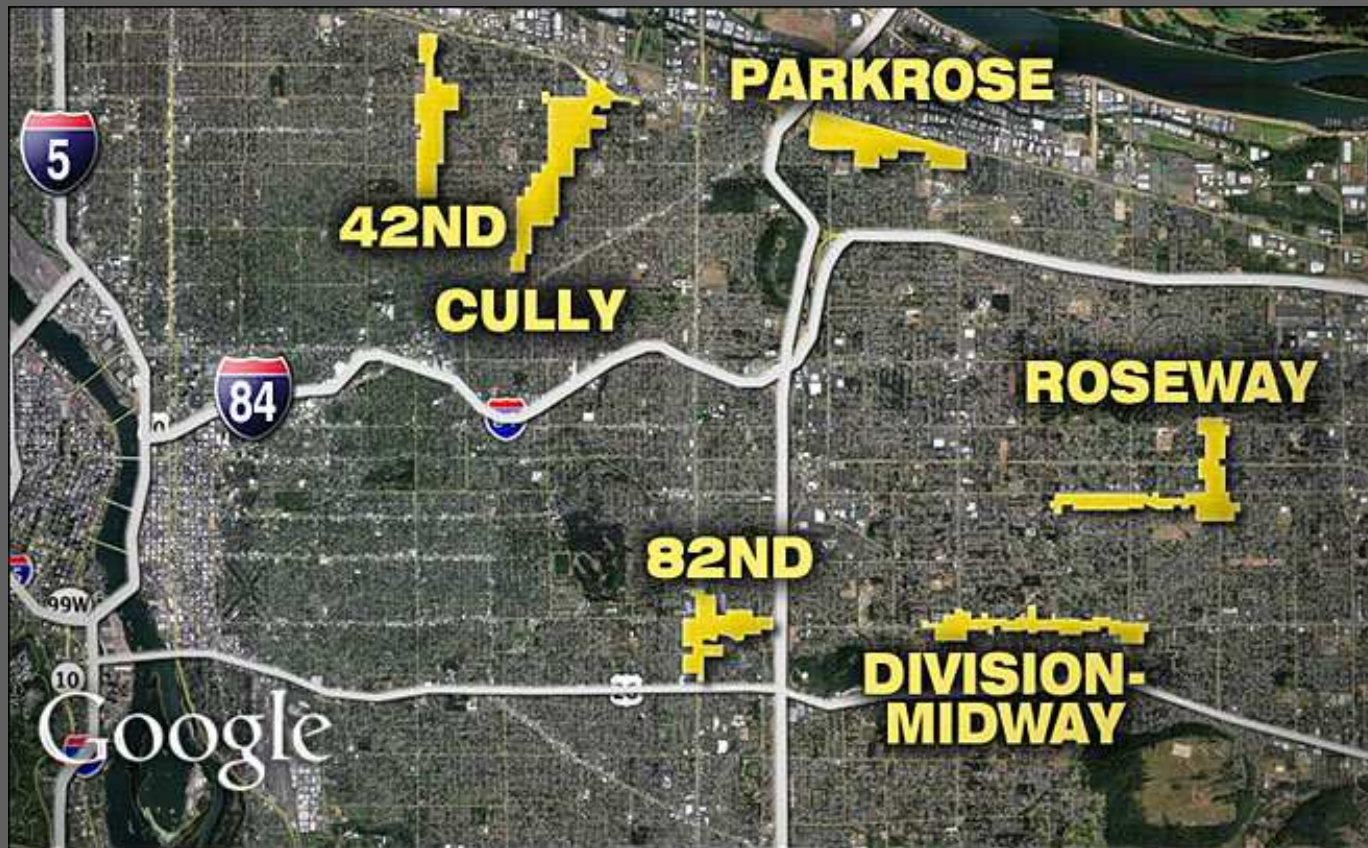 PARKROSE
5
42ND
CULLY
84
ROSEWAY
82ND
99W
10
DIVISION-
MIDWAY
Google